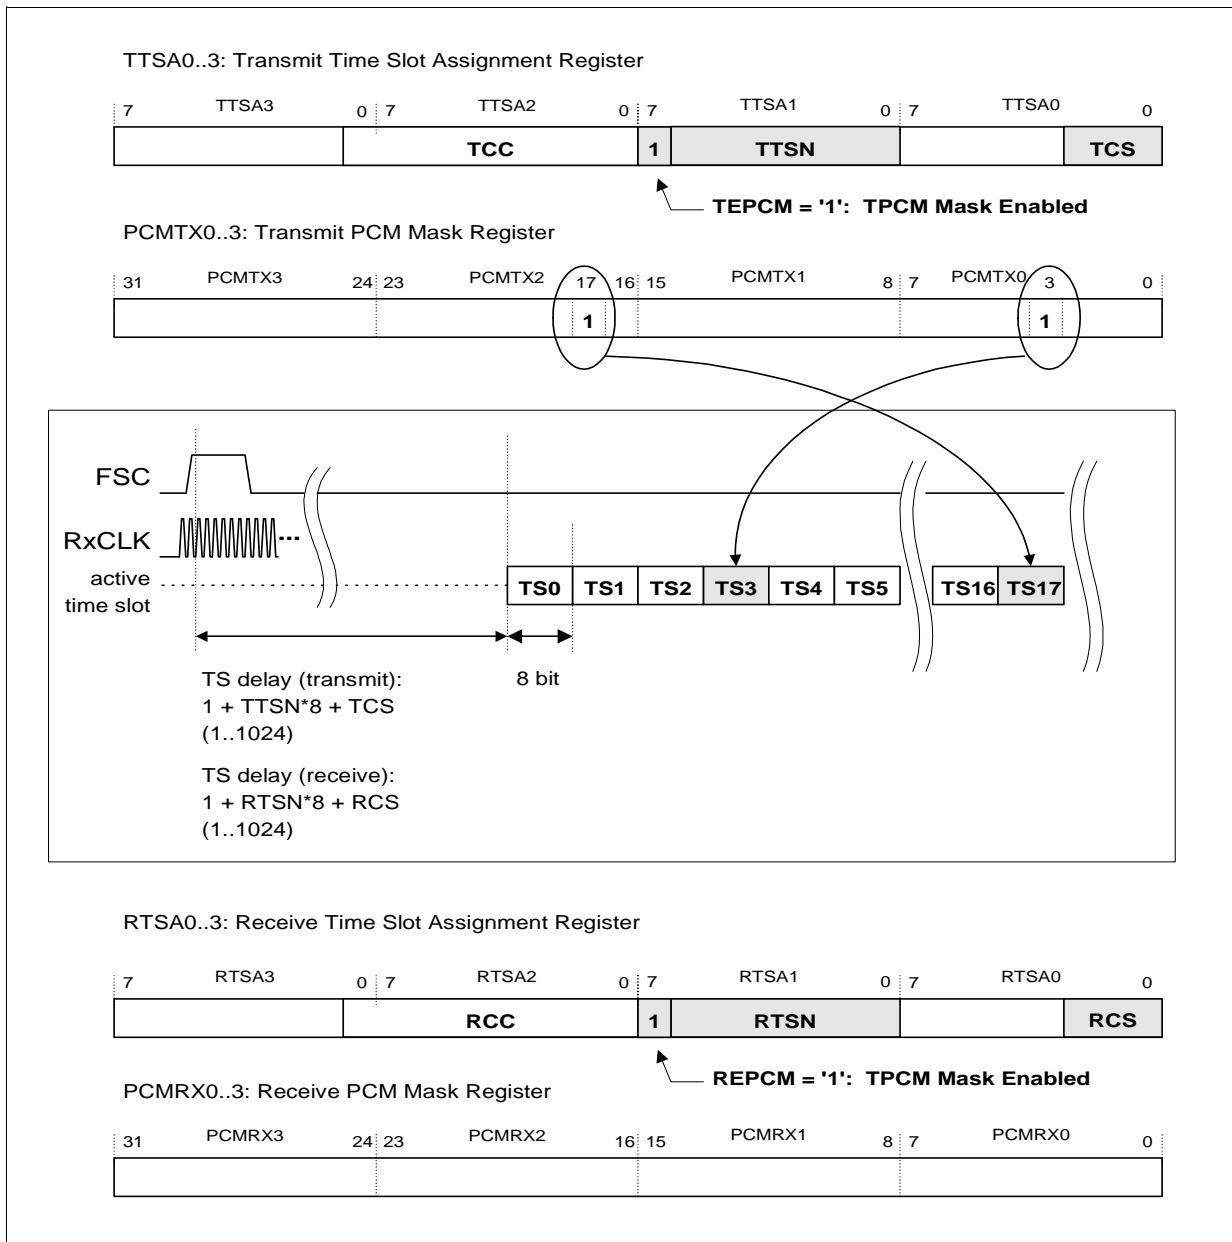 TTSA0..3: Transmit Time Slot Assignment Register
7 TTSA3 0 7 TTSA2 0 7 TTSA1 0 7 TTSA0 0
TCC 1 TTSN TCS
TEPCM = '1': TPCM Mask Enabled
PCMTX0..3: Transmit PCM Mask Register
31 PCMTX3 24 23 PCMTX2 17 16 15 PCMTX1 8 7 PCMTX0 3 0
1 1
FSC
RxCLK
active
time slot
TS0 TS1 TS2 TS3 TS4 TS5 TS16 TS17
TS delay (transmit):
1 + TTSN*8 + TCS
(1..1024)
8 bit
TS delay (receive):
1 + RTSN*8 + RCS
(1..1024)
RTSA0..3: Receive Time Slot Assignment Register
7 RTSA3 0 7 RTSA2 0 7 RTSA1 0 7 RTSA0 0
RCC 1 RTSN RCS
REPCM = '1': TPCM Mask Enabled
PCMRX0..3: Receive PCM Mask Register
31 PCMRX3 24 23 PCMRX2 16 15 PCMRX1 8 7 PCMRX0 0